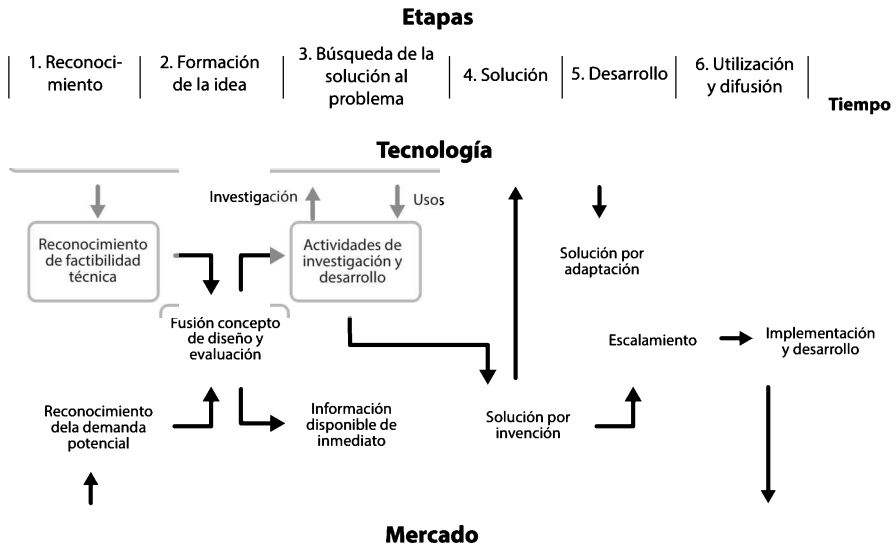 Etapas
1. Reconoci-
miento
2. Formación
de la idea
3. Búsqueda de la
solución al
problema
4. Solución
5. Desarrollo
6. Utilización
y difusión
Tiempo
Tecnología
Investigación
Usos
Reconocimiento
de factibilidad
técnica
Actividades de
investigación y
desarrollo
Solución por
adaptación
Fusión concepto
de diseño y
evaluación
Escalamiento
Implementación
y desarrollo
Reconocimiento
dela demanda
potencial
Información
disponible de
inmediato
Solución por
invención
Mercado